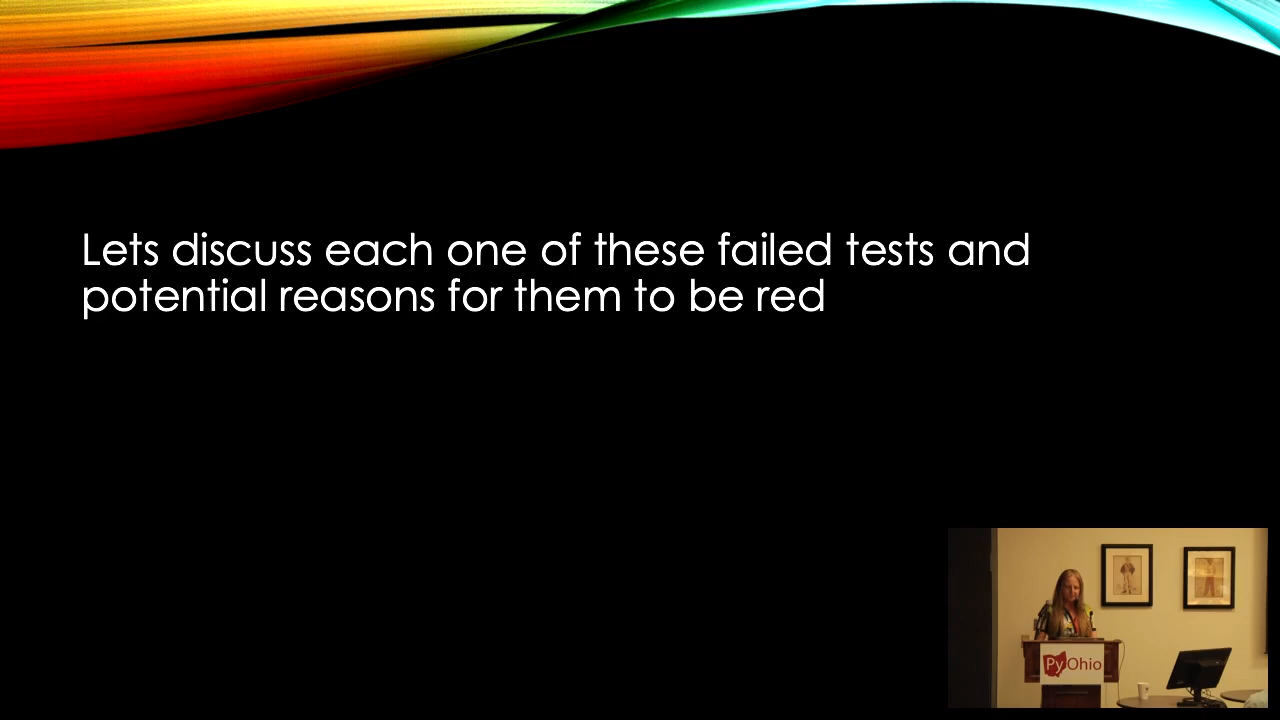 Lets discuss each one of these failed tests and
potential reasons for them to be red
PyOhio